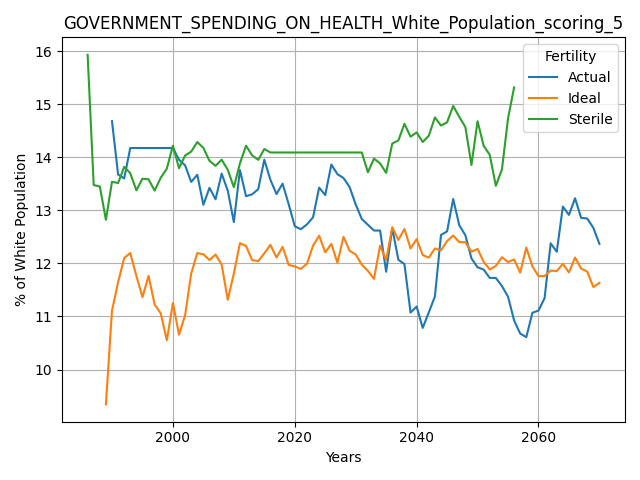 GOVERNMENT_SPENDING_ON_HEALTH_White_Population_scoring_5
Fertility
Actual
Ideal
Sterile
% of White Population
16
15
14
13
12
11
10
2000
2020
2040
2060
Years